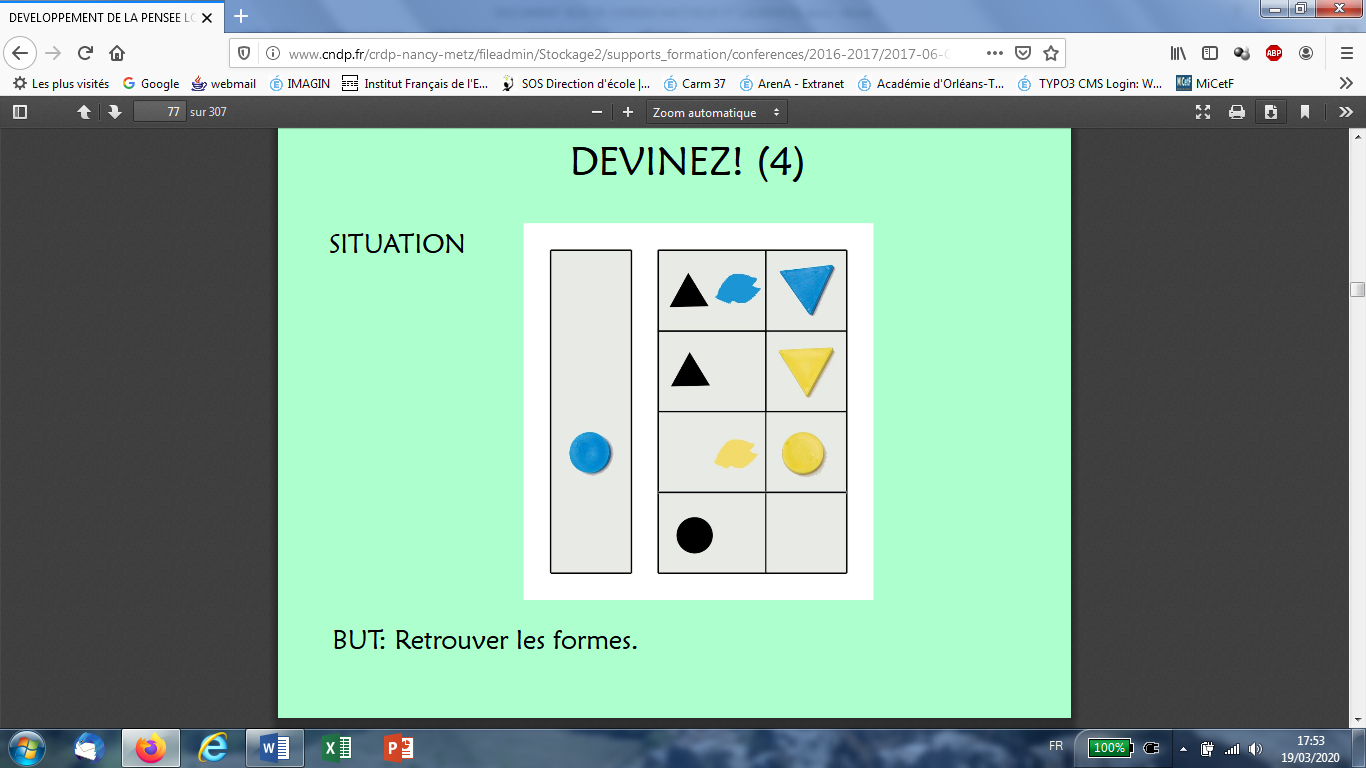 DEVELOPPEMENT DE LA PENSEE LO
www.cndp.fr/crdp-nancy-metz/fileadmin/Stockage2/supports_formation/conferences/2016-2017/2017-06-
ABP
Les plus visités
Google
webmail
IMAGIN
Institut Français de l'E...
SOS Direction d'école |...
Carm 37
ArenA - Extranet
Académie d'Orléans-T...
TYPO3 CMS Login: W...
MiCetF
77 sur 307
Zoom automatique
DEVINEZ! (4)
SITUATION
BUT: Retrouver les formes.
FR
100%
17:53
19/03/2020